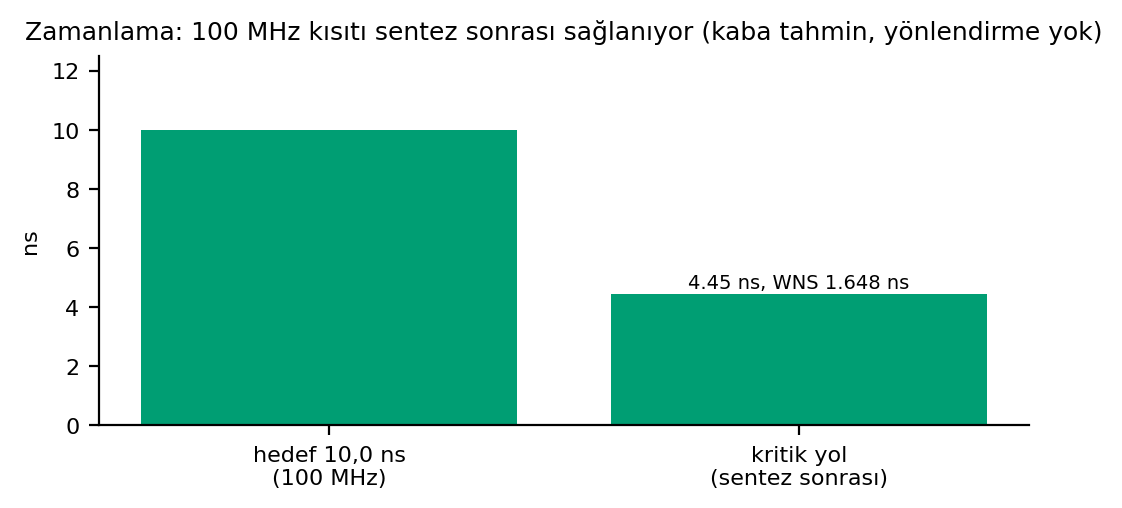 Zamanlama: 100 MHz kısıtı sentez sonrası sağlanıyor (kaba tahmin, yönlendirme yok)
12
10
8
6
4
2
0
ns
4.45 ns, WNS 1.648 ns
hedef 10,0 ns
(100 MHz)
kritik yol
(sentez sonrası)